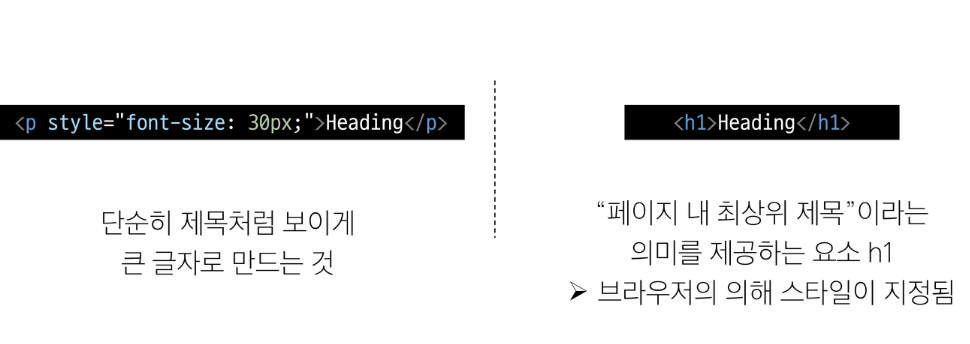 <p style="font-size: 30px;">Heading</p>
단순히 제목처럼 보이게
큰 글자로 만드는 것
<h1>Heading</h1>
“페이지 내 최상위 제목”이라는
의미를 제공하는 요소 h1
➢ 브라우저의 의해 스타일이 지정됨